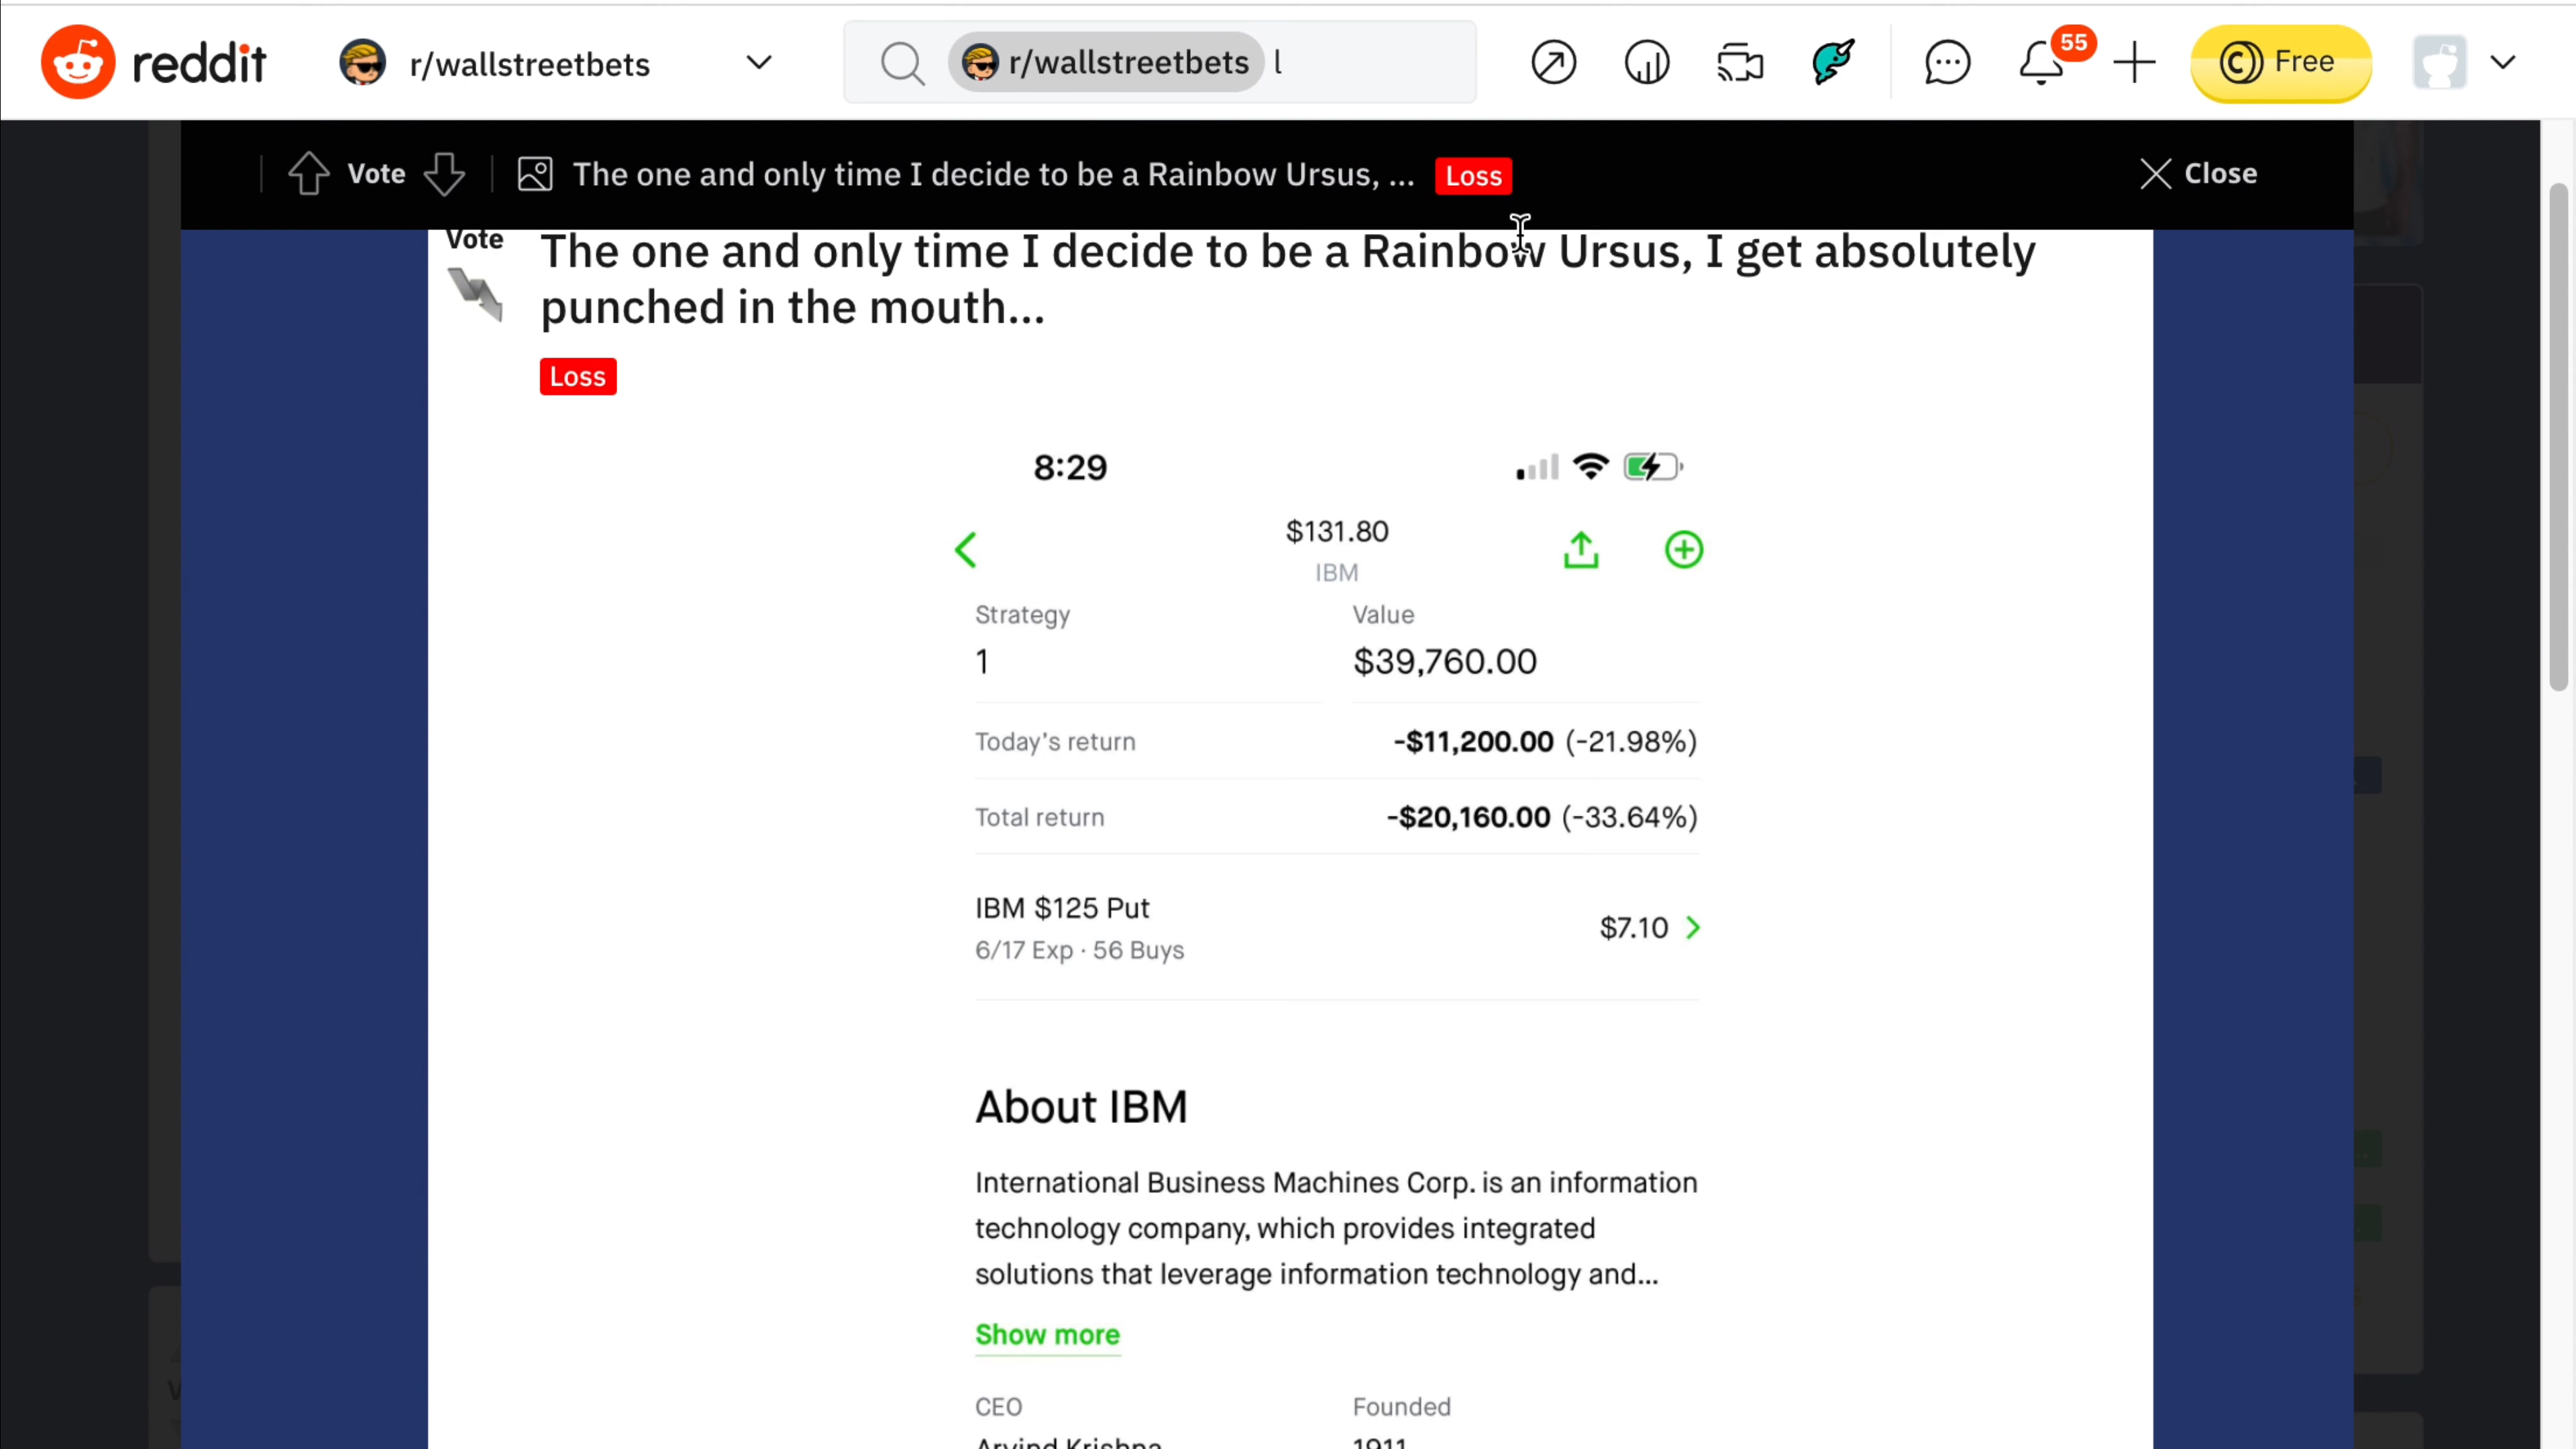 reddit r/wallstreetbets r/wallstreetbets l 55 Free
Vote The one and only time I decide to be a Rainbow Ursus, ... Loss Close
Vote
The one and only time I decide to be a Rainbow Ursus, I get absolutely
punched in the mouth...
Loss
8:29
$131.80
IBM
Strategy Value
1 $39,760.00
Today's return -$11,200.00 (-21.98%)
Total return -$20,160.00 (-33.64%)
IBM $125 Put
$7.10
6/17 Exp · 56 Buys
About IBM
International Business Machines Corp. is an information
technology company, which provides integrated
solutions that leverage information technology and...
Show more
CEO Founded
Arvind Krishna 1911